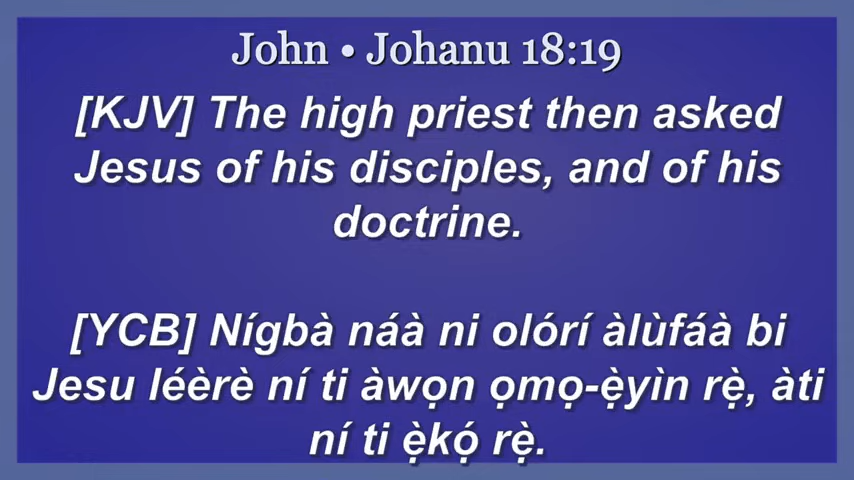 John • Johanu 18:19
[KJV] The high priest then asked
Jesus of his disciples, and of his
doctrine.
[YCB] Nígbà náà ni olórí àlùfáà bi
Jesu léèrè ní ti àwọn ọmọ-ẹ̀yìn rẹ̀, àti
ní ti ẹ̀kọ́ rẹ̀.